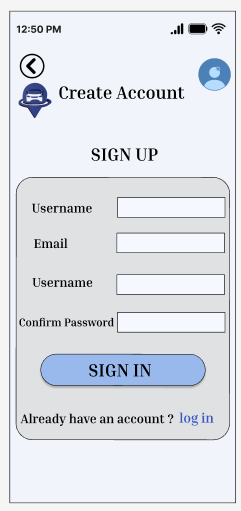 12:50 PM
Create Account
SIGN UP
Username
Email
Username
Confirm Password
SIGN IN
Already have an account ? log in